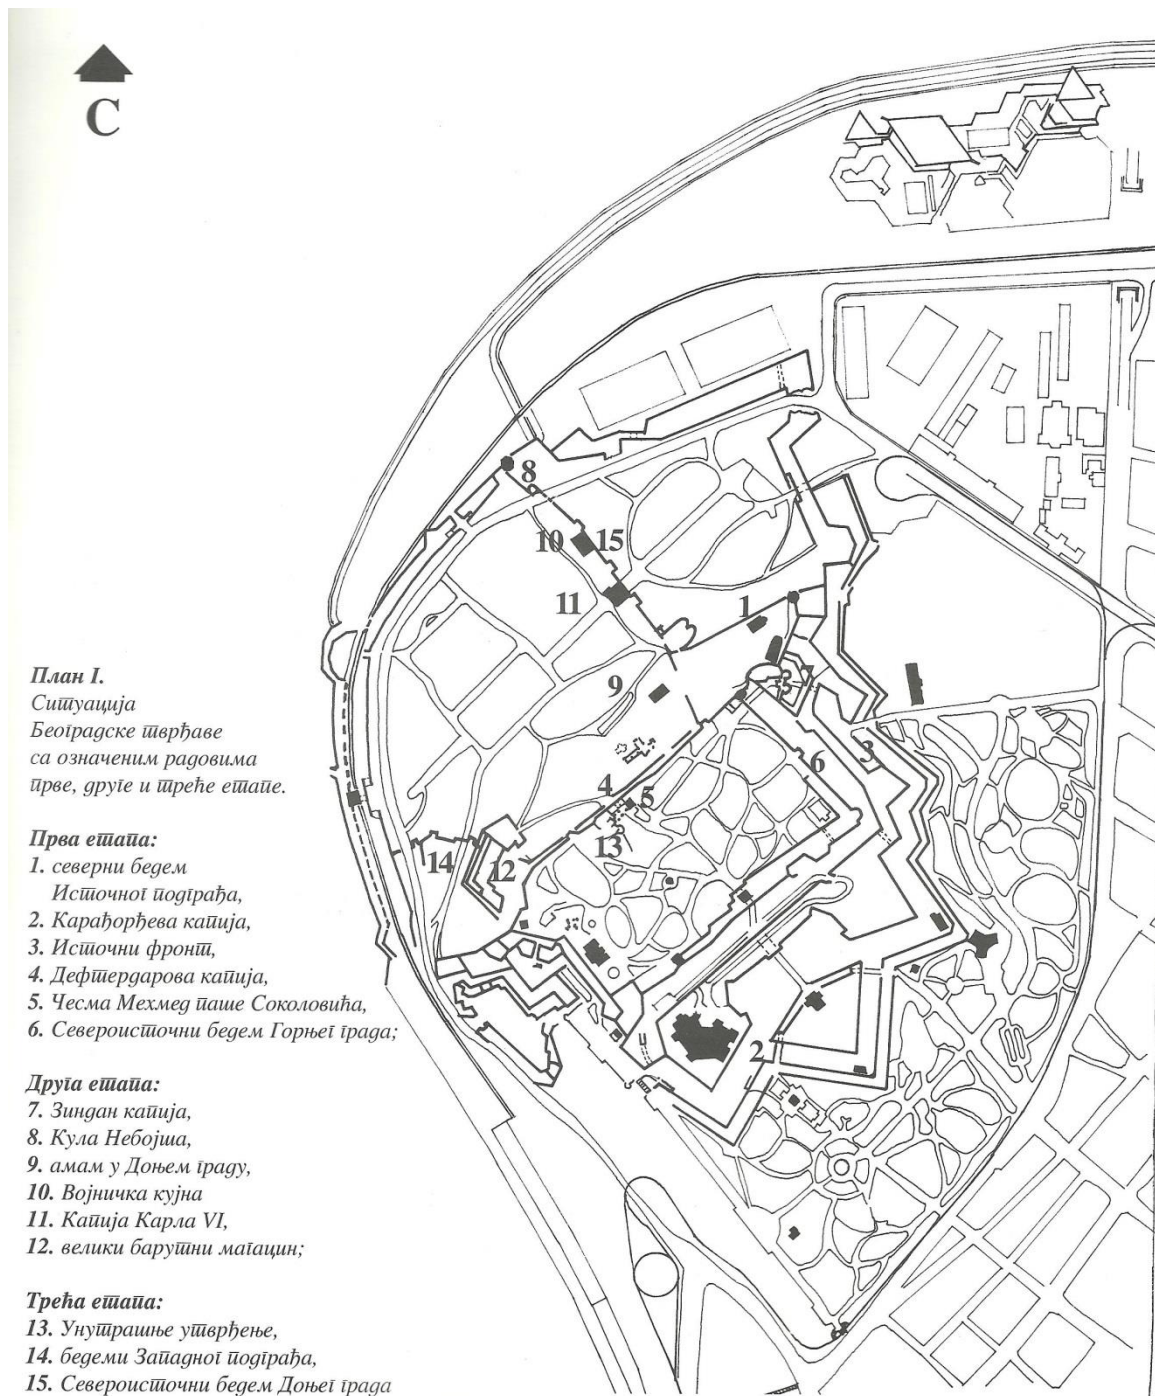 С
8
10
15
11
1
9
7
3
6
4
5
13
14
12
2
План I.
Ситуација
Београдске тврђаве
са означеним радовима
прве, друге и треће етапе.
Прва етапа:
1. северни бедем
Источног подграђа,
2. Карађорђева капија,
3. Источни фронт,
4. Дефтердарова капија,
5. Чесма Мехмед паше Соколовића,
6. Североисточни бедем Горњег града;
Друга етапа:
7. Зиндан капија,
8. Кула Небојша,
9. амам у Доњем граду,
10. Војничка кујна
11. Капија Карла VI,
12. велики барутни магацин;
Трећа етапа:
13. Унутрашње утврђење,
14. бедеми Западног подграђа,
15. Североисточни бедем Доњег града